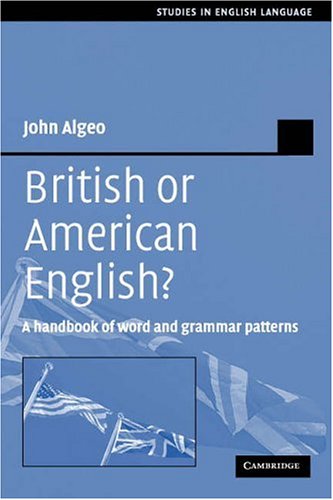 STUDIES IN ENGLISH LANGUAGE
John Algeo
British or
American
English?
A handbook of word and grammar patterns
CAMBRIDGE